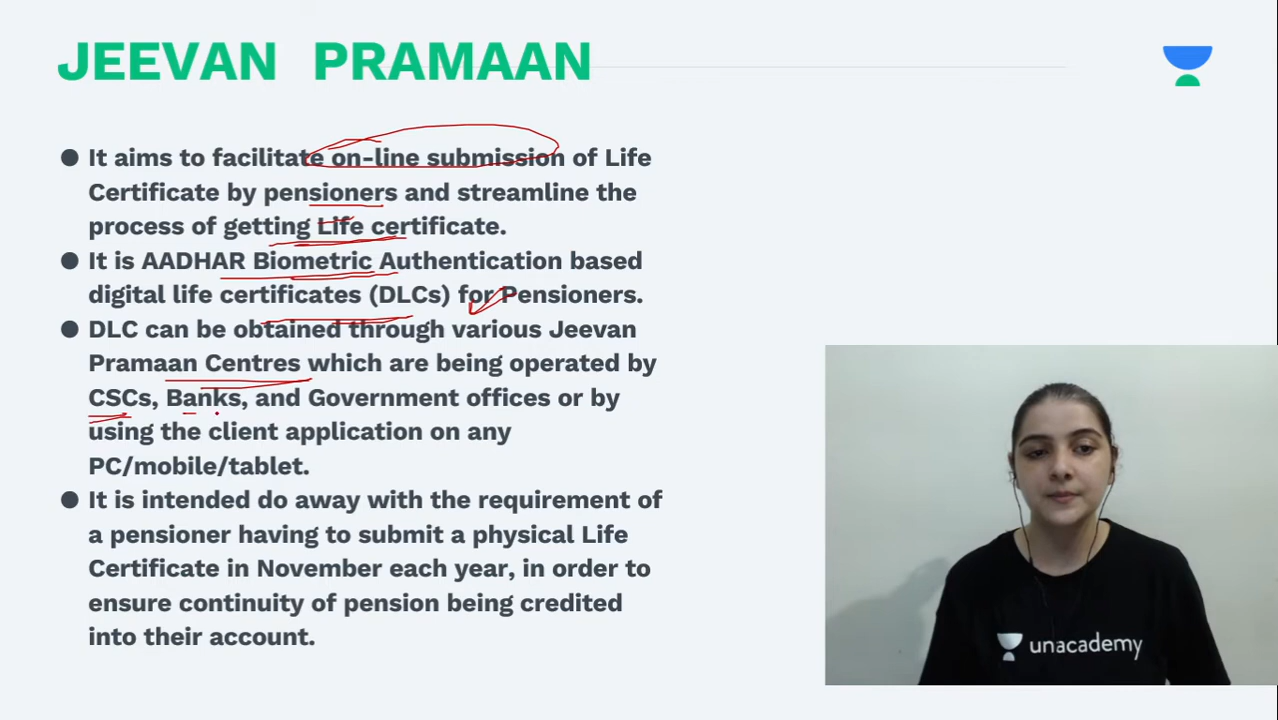 JEEVAN PRAMAAN
● It aims to facilitate on-line submission of Life
Certificate by pensioners and streamline the
process of getting Life certificate.
● It is AADHAR Biometric Authentication based
digital life certificates (DLCs) for Pensioners.
● DLC can be obtained through various Jeevan
Pramaan Centres which are being operated by
CSCs, Banks, and Government offices or by
using the client application on any
PC/mobile/tablet.
● It is intended do away with the requirement of
a pensioner having to submit a physical Life
Certificate in November each year, in order to
ensure continuity of pension being credited
into their account.
unacademy